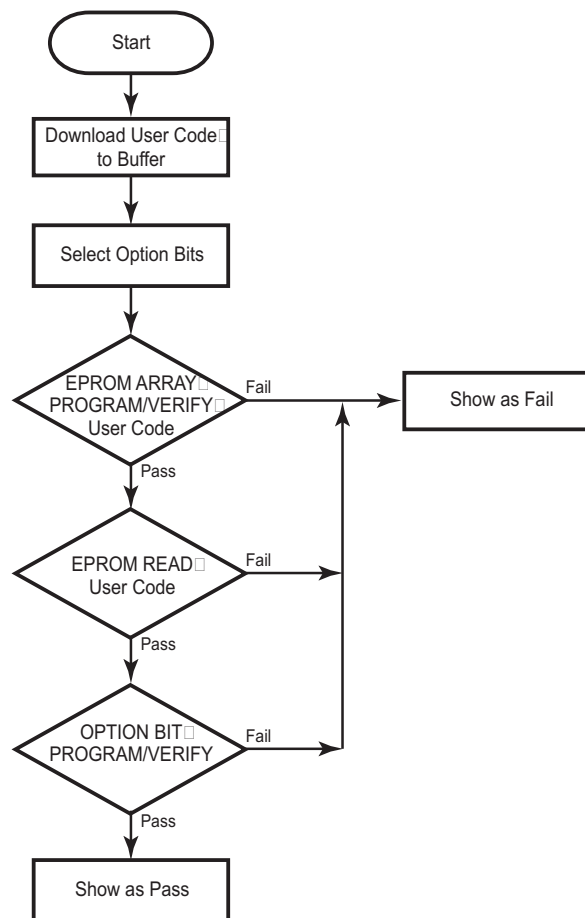 Start
Download User Code□
to Buffer
Select Option Bits
EPROM ARRAY□
PROGRAM/VERIFY□
User Code
Fail
Show as Fail
Pass
EPROM READ□
User Code
Fail
Pass
OPTION BIT□
PROGRAM/VERIFY
Fail
Pass
Show as Pass